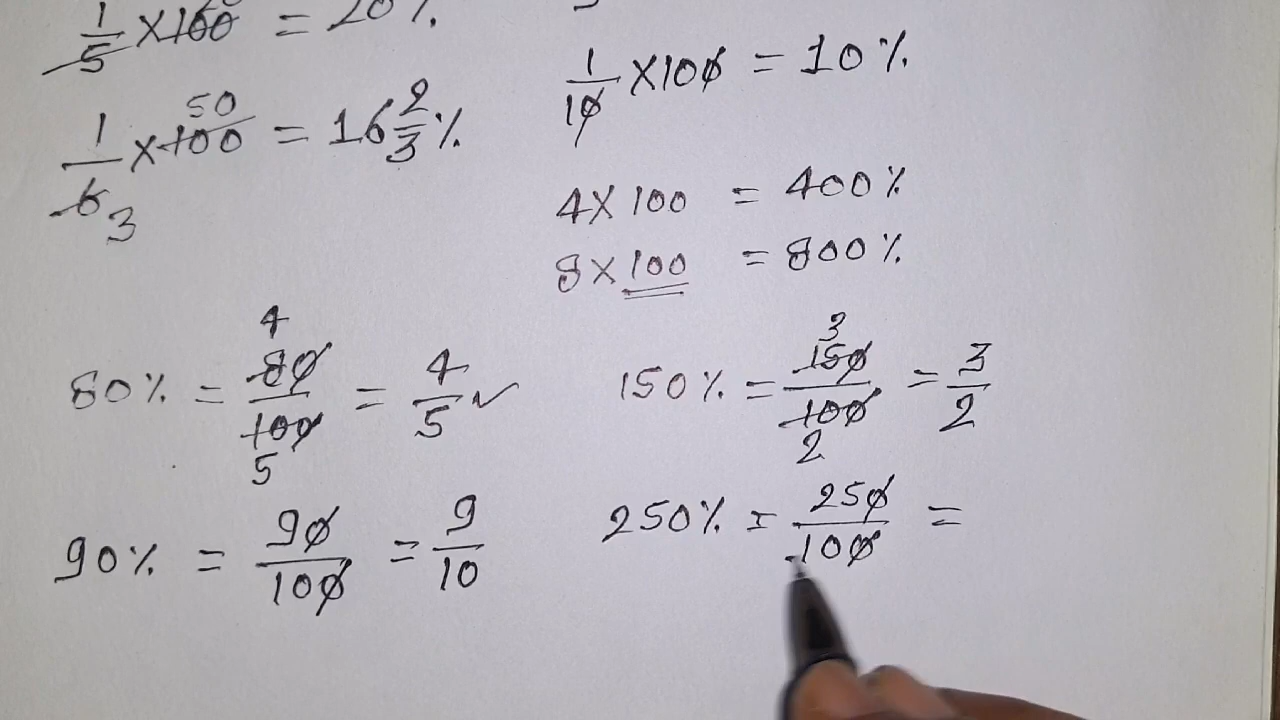 1/5 × 100 = 20%
1/6 × 100 = 16 2/3 %
50
3
1/10 × 100 = 10%
4 × 100 = 400%
8 × 100 = 800%
4
80% = 80/100 = 4/5 ✓
5
90% = 90/100 = 9/10
3
150% = 150/100 = 3/2
2
250% = 250/100 =